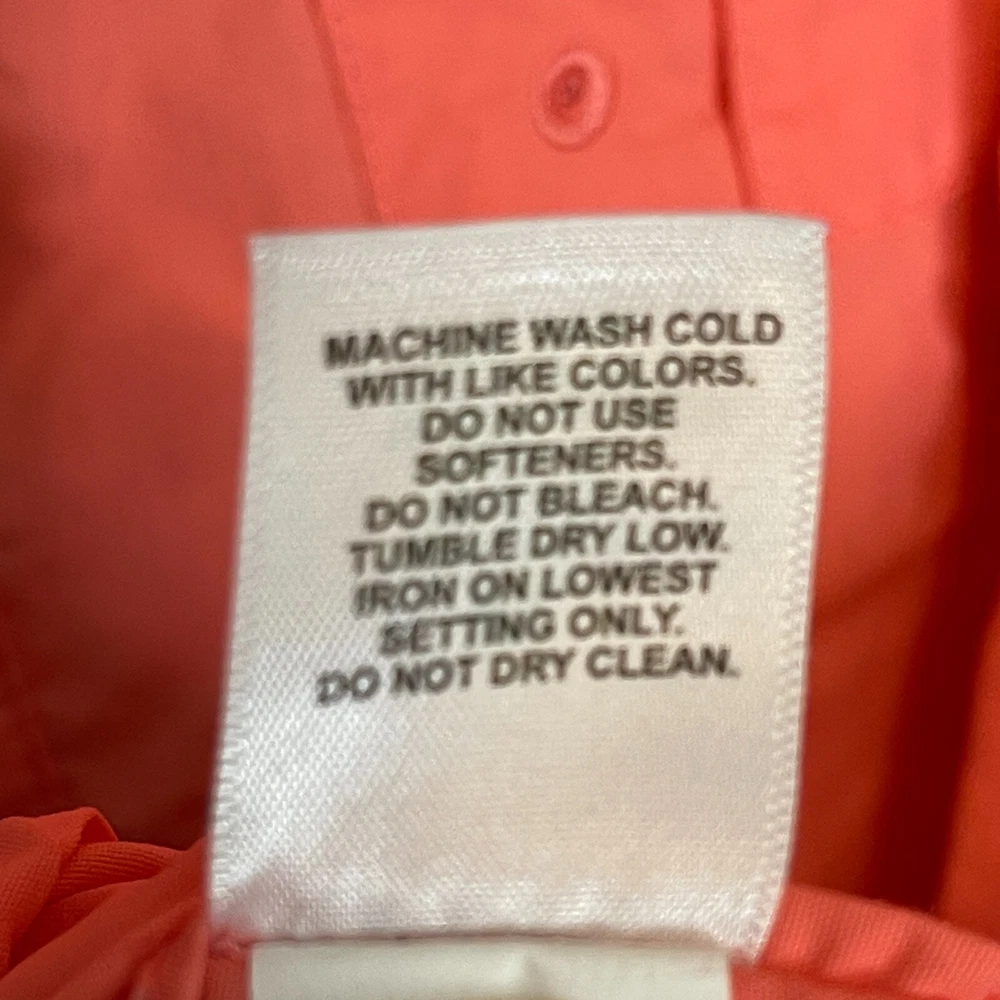 MACHINE WASH COLD
WITH LIKE COLORS.
DO NOT USE
SOFTENERS.
DO NOT BLEACH.
TUMBLE DRY LOW.
IRON ON LOWEST
SETTING ONLY.
DO NOT DRY CLEAN.